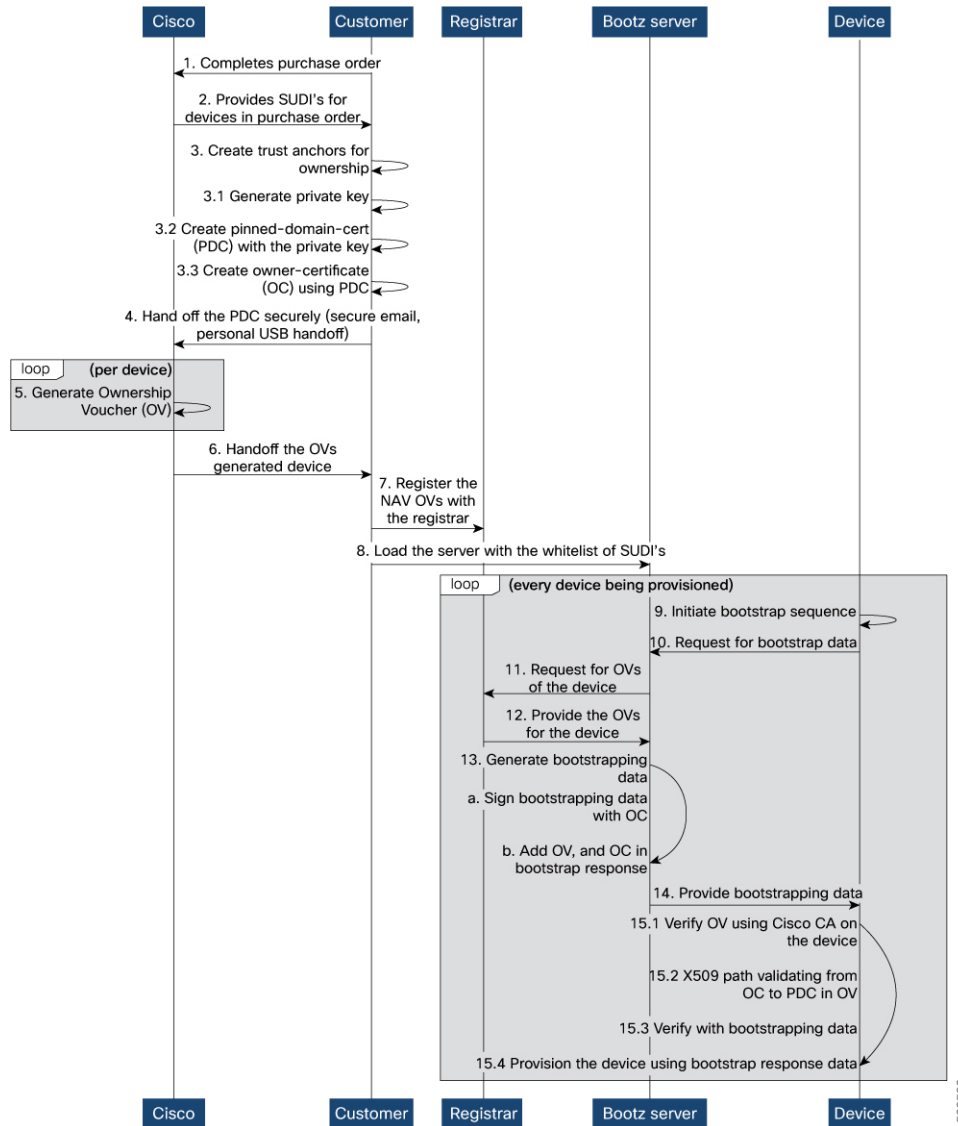 Cisco
Customer
Registrar
Bootz server
Device
1. Completes purchase order
2. Provides SUDI's for
devices in purchase order
3. Create trust anchors for
ownership
3.1 Generate private key
3.2 Create pinned-domain-cert
(PDC) with the private key
3.3 Create owner-certificate
(OC) using PDC
4. Hand off the PDC securely (secure email,
personal USB handoff)
loop
(per device)
5. Generate Ownership
Voucher (OV)
6. Handoff the OVs
generated device
7. Register the
NAV OVs with
the registrar
8. Load the server with the whitelist of SUDI's
loop
(every device being provisioned)
9. Initiate bootstrap sequence
10. Request for bootstrap data
11. Request for OVs
of the device
12. Provide the OVs
for the device
13. Generate bootstrapping
data
a. Sign bootstrapping data
with OC
b. Add OV, and OC in
bootstrap response
14. Provide bootstrapping data
15.1 Verify OV using Cisco CA on
the device
15.2 X509 path validating from
OC to PDC in OV
15.3 Verify with bootstrapping data
15.4 Provision the device using bootstrap response data
Cisco
Customer
Registrar
Bootz server
Device